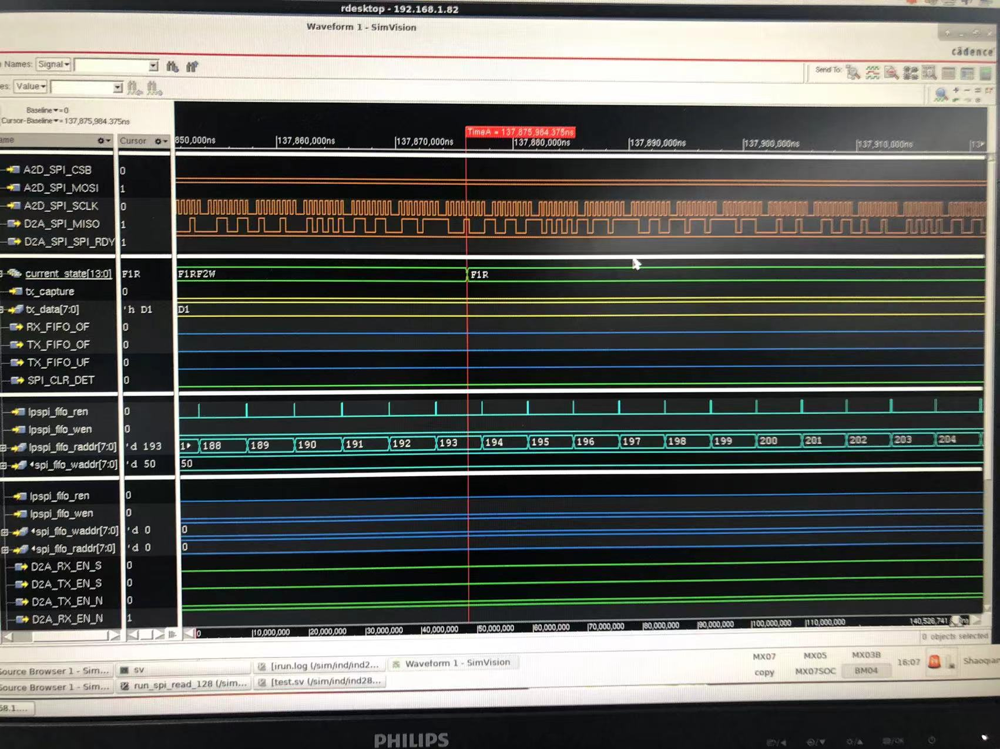 rdesktop - 192.168.1.82
Waveform 1 - SimVision
cādence
Names: Signal
Send To:
es: Value
Baseline = 0
Cursor-Baseline = 137,875,984.375ns
TimeA = 137,875,984.375ns
ame Cursor 850,000ns 137,860,000ns 137,870,000ns 137,880,000ns 137,890,000ns 137,900,000ns 137,910,000ns 13
A2D_SPI_CSB 0
A2D_SPI_MOSI 1
A2D_SPI_SCLK 0
D2A_SPI_MISO 1
D2A_SPI_SPI_RDY 1
current_state[13:0] F1R F1RF2W F1R
tx_capture 0
tx_data[7:0] 'h D1 D1
RX_FIFO_OF 0
TX_FIFO_OF 0
TX_FIFO_UF 0
SPI_CLR_DET 0
lpspi_fifo_ren 0
lpspi_fifo_wen 0
lpspi_fifo_raddr[7:0] 'd 193 1 188 189 190 191 192 193 194 195 196 197 198 199 200 201 202 203 204
spi_fifo_waddr[7:0] 'd 50 50
lpspi_fifo_ren 0
lpspi_fifo_wen 0
spi_fifo_waddr[7:0] 'd 0 0
spi_fifo_raddr[7:0] 'd 0 0
D2A_RX_EN_S 0
D2A_TX_EN_S 0
D2A_TX_EN_N 0
D2A_RX_EN_N 1
0 10,000,000 20,000,000 30,000,000 40,000,000 50,000,000 60,000,000 70,000,000 80,000,000 90,000,000 100,000,000 110,000,000
0 objects selected
Source Browser 1 - Sim... sv [irun.log (/sim/ind/ind2... Waveform 1 - SimVision MX07 MX05 MX03B 16:07 Shaoqian
Source Browser 1 - Sim... run_spi_read_128 (/sim... [test.sv (/sim/ind/ind28... copy MX07SOC BM04
68.1....
PHILIPS